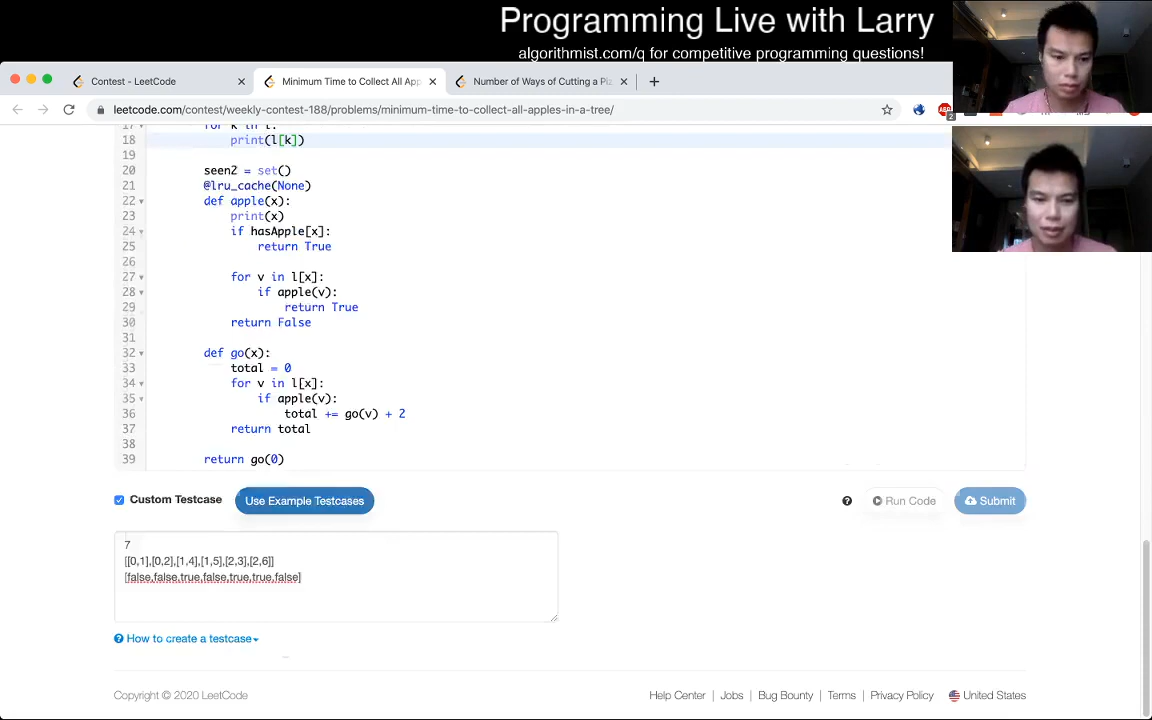 Programming Live with Larry
algorithmist.com/q for competitive programming questions!
Contest - LeetCode
Minimum Time to Collect All App
Number of Ways of Cutting a Piz
leetcode.com/contest/weekly-contest-188/problems/minimum-time-to-collect-all-apples-in-a-tree/
17 for k in l:
18 print(l[k])
19
20 seen2 = set()
21 @lru_cache(None)
22 def apple(x):
23 print(x)
24 if hasApple[x]:
25 return True
26
27 for v in l[x]:
28 if apple(v):
29 return True
30 return False
31
32 def go(x):
33 total = 0
34 for v in l[x]:
35 if apple(v):
36 total += go(v) + 2
37 return total
38
39 return go(0)
Custom Testcase
Use Example Testcases
Run Code
Submit
7
[[0,1],[0,2],[1,4],[1,5],[2,3],[2,6]]
[false,false,true,false,true,true,false]
How to create a testcase
Copyright © 2020 LeetCode
Help Center | Jobs | Bug Bounty | Terms | Privacy Policy
United States